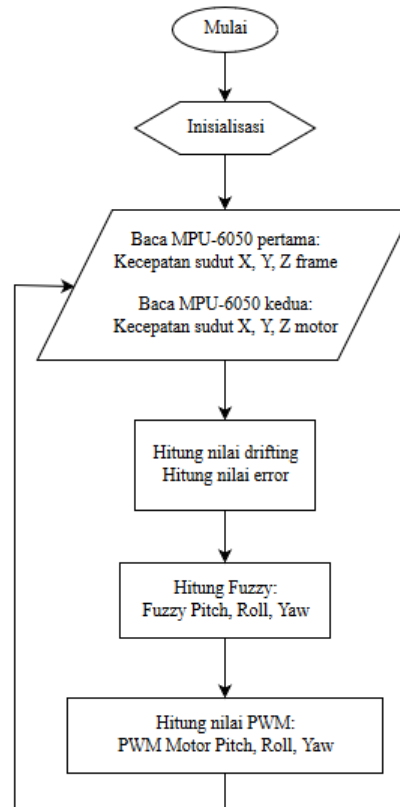 Mulai
Inisialisasi
Baca MPU-6050 pertama:
Kecepatan sudut X, Y, Z frame
Baca MPU-6050 kedua:
Kecepatan sudut X, Y, Z motor
Hitung nilai drifting
Hitung nilai error
Hitung Fuzzy:
Fuzzy Pitch, Roll, Yaw
Hitung nilai PWM:
PWM Motor Pitch, Roll, Yaw